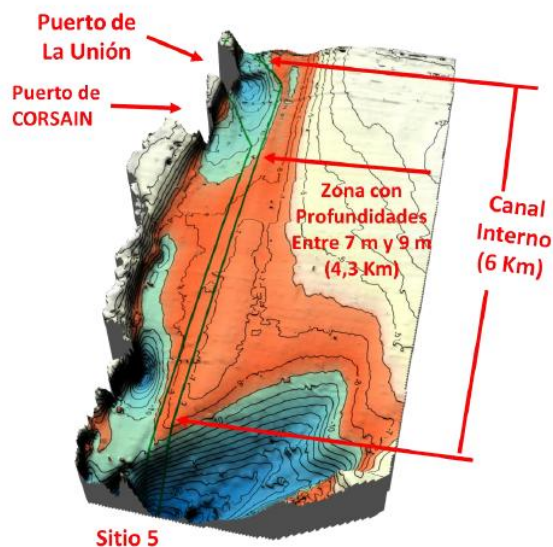 Puerto de
La Unión
Puerto de
CORSAIN
Zona con
Profundidades
Entre 7 m y 9 m
(4,3 Km)
Canal
Interno
(6 Km)
Sitio 5